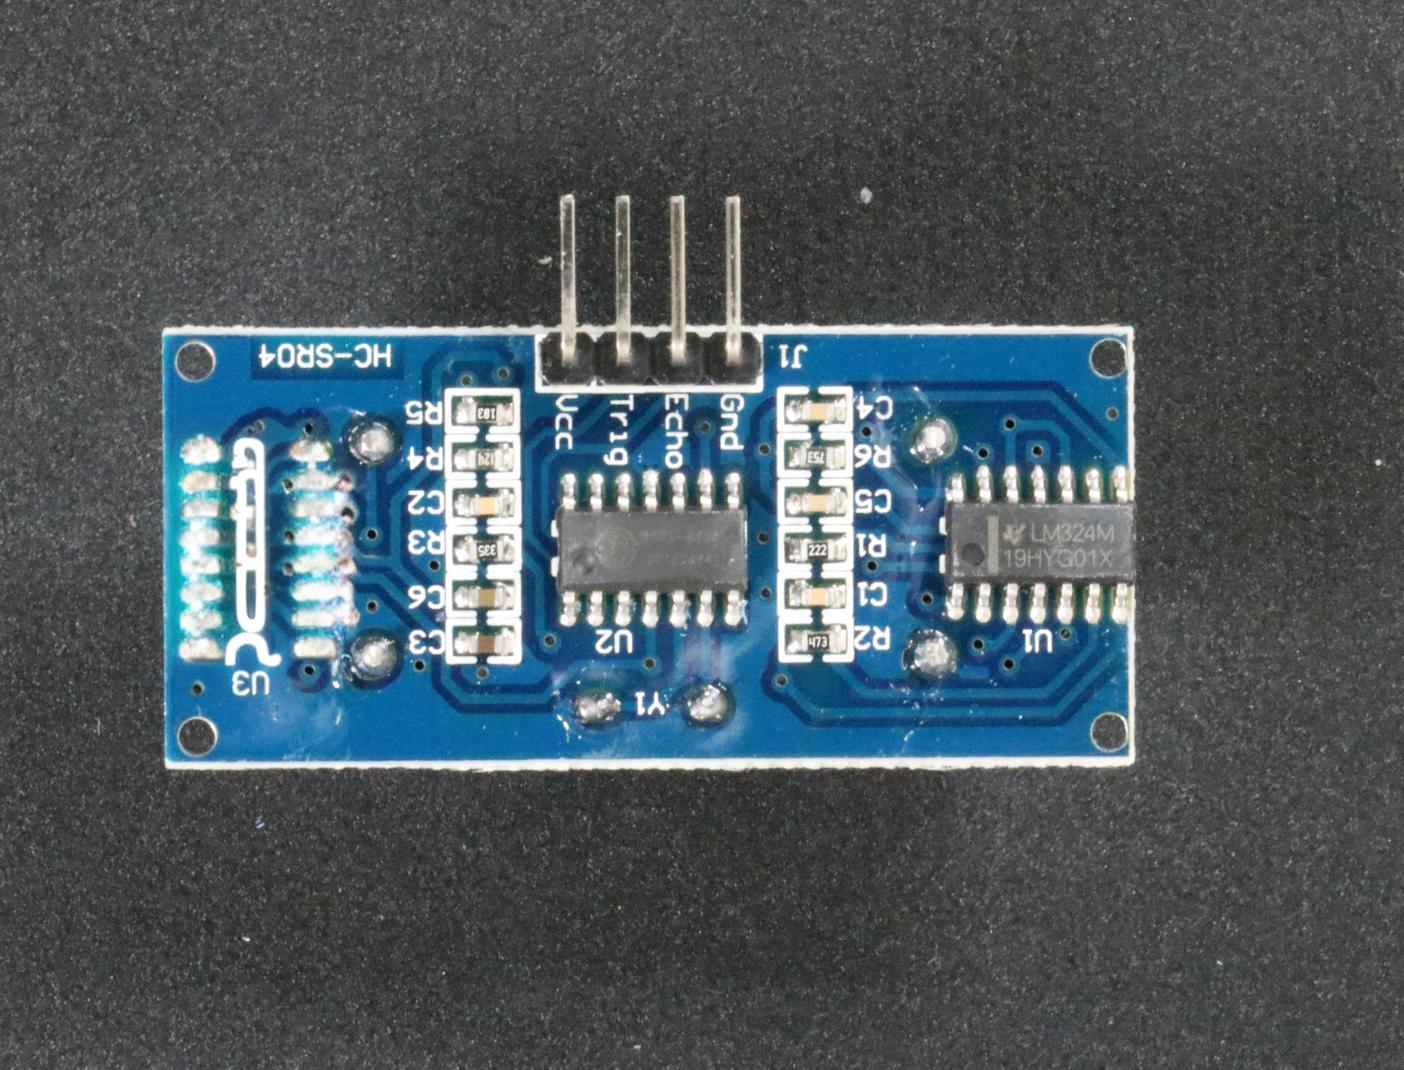 HC-SR04
J1
Vcc
Trig
Echo
Gnd
R5
183
R4
124
C2
R3
335
C6
C3
C4
R6
753
C5
R1
222
C1
R2
473
U2
Y1
U3
LM324M
19HYG01X
U1